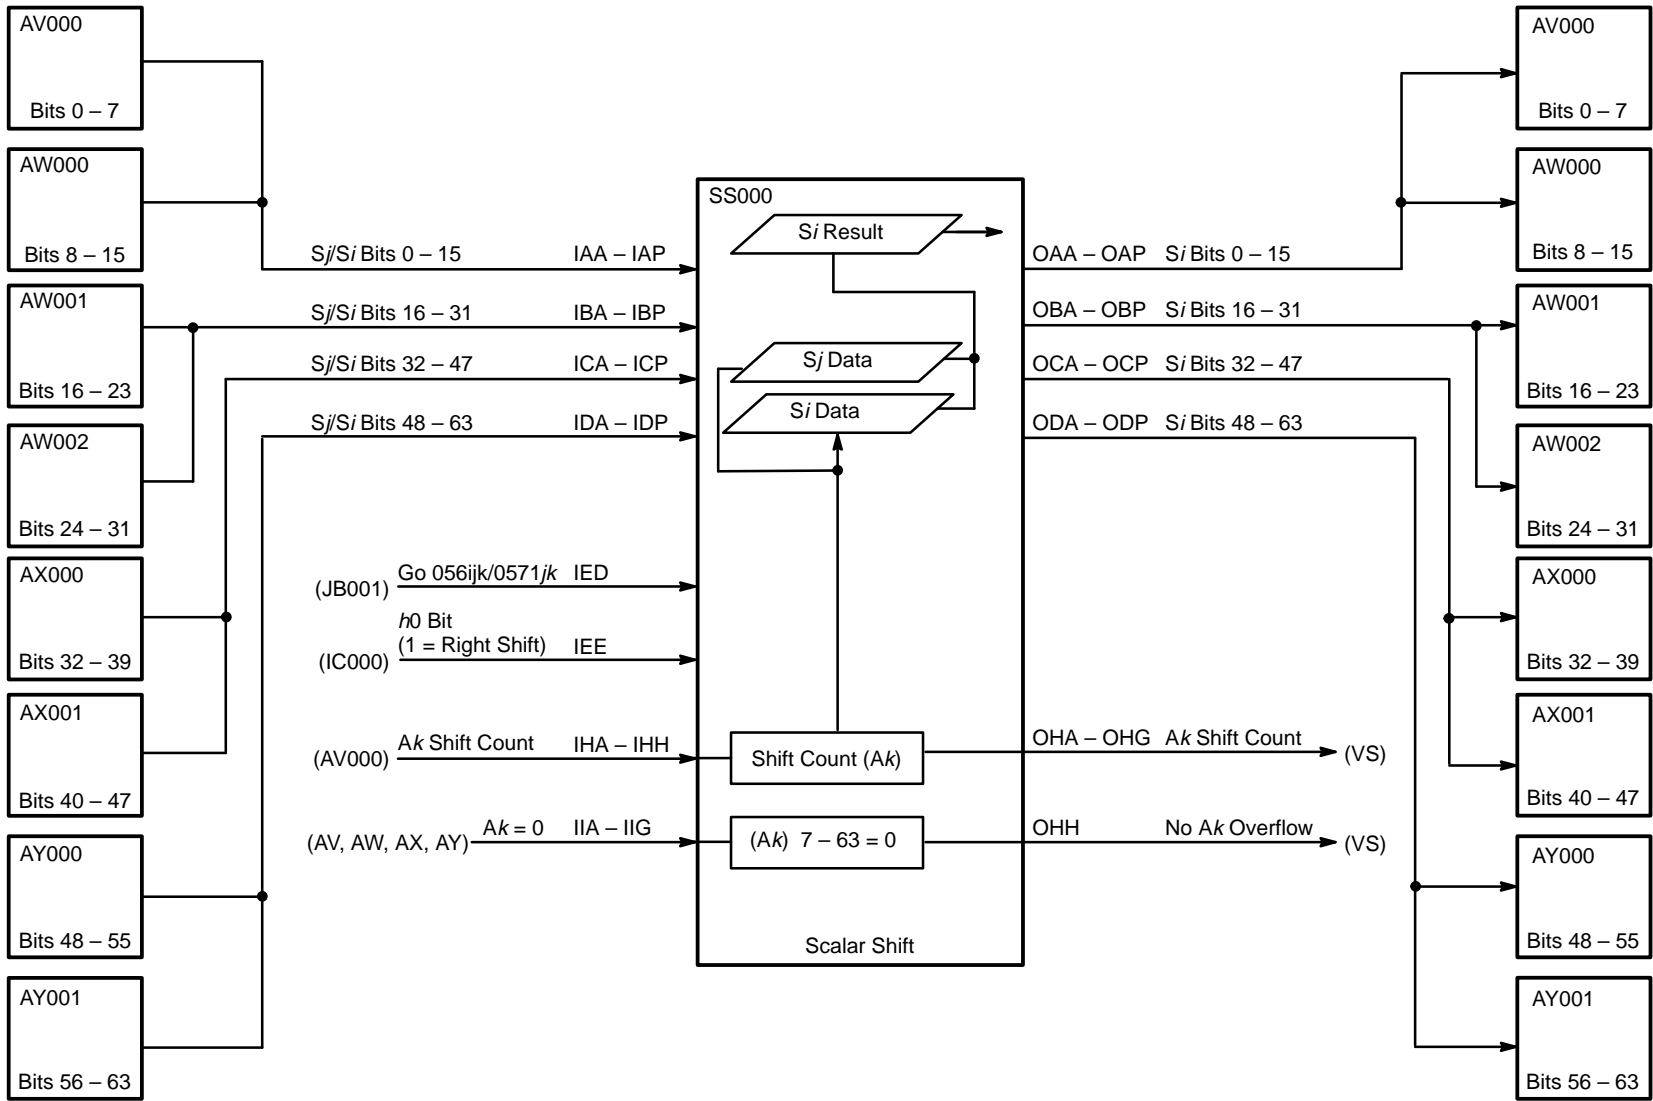 AV000
Bits 0 – 7
AW000
Bits 8 – 15
AW001
Bits 16 – 23
AW002
Bits 24 – 31
AX000
Bits 32 – 39
AX001
Bits 40 – 47
AY000
Bits 48 – 55
AY001
Bits 56 – 63
Sj/Si Bits 0 – 15 IAA – IAP
Sj/Si Bits 16 – 31 IBA – IBP
Sj/Si Bits 32 – 47 ICA – ICP
Sj/Si Bits 48 – 63 IDA – IDP
(JB001) Go 056ijk/0571jk IED
h0 Bit
(1 = Right Shift) IEE
(IC000)
(AV000) Ak Shift Count IHA – IHH
(AV, AW, AX, AY) Ak = 0 IIA – IIG
SS000
Si Result
Sj Data
Si Data
Shift Count (Ak)
(Ak) 7 – 63 = 0
Scalar Shift
OAA – OAP Si Bits 0 – 15
OBA – OBP Si Bits 16 – 31
OCA – OCP Si Bits 32 – 47
ODA – ODP Si Bits 48 – 63
OHA – OHG Ak Shift Count (VS)
OHH No Ak Overflow (VS)
AV000
Bits 0 – 7
AW000
Bits 8 – 15
AW001
Bits 16 – 23
AW002
Bits 24 – 31
AX000
Bits 32 – 39
AX001
Bits 40 – 47
AY000
Bits 48 – 55
AY001
Bits 56 – 63